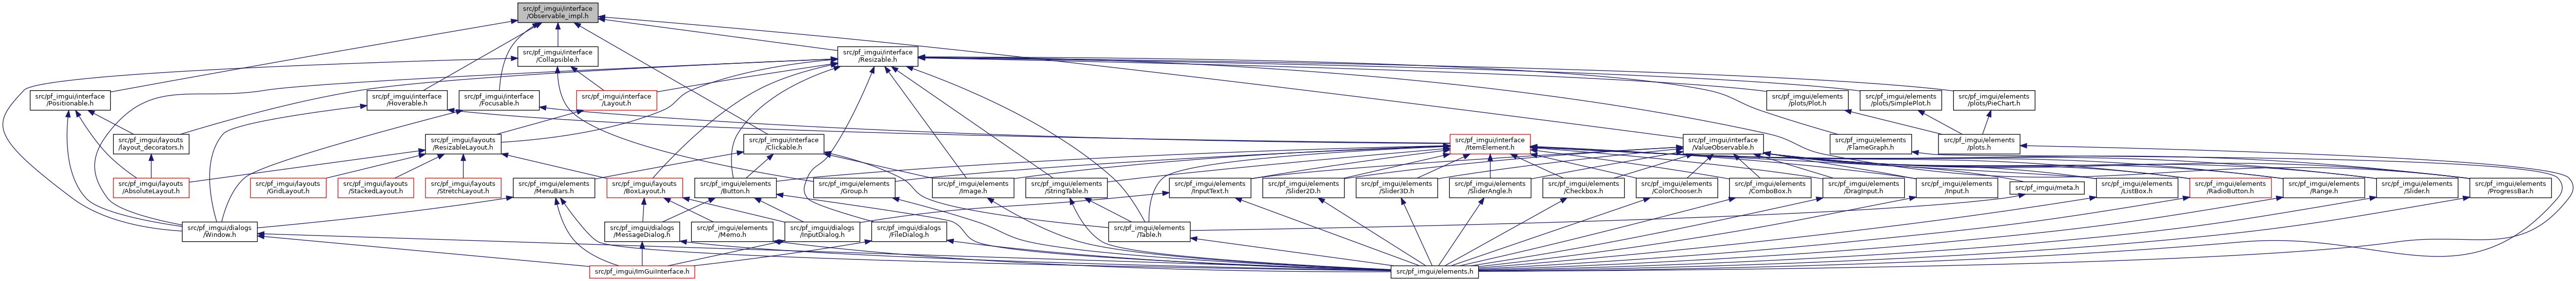 src/pf_imgui/interface
/Observable_impl.h
src/pf_imgui/interface
/Collapsible.h
src/pf_imgui/interface
/Resizable.h
src/pf_imgui/interface
/Positionable.h
src/pf_imgui/interface
/Hoverable.h
src/pf_imgui/interface
/Focusable.h
src/pf_imgui/interface
/Layout.h
src/pf_imgui/elements
/plots/Plot.h
src/pf_imgui/elements
/plots/SimplePlot.h
src/pf_imgui/elements
/plots/PieChart.h
src/pf_imgui/layouts
/layout_decorators.h
src/pf_imgui/layouts
/ResizableLayout.h
src/pf_imgui/interface
/Clickable.h
src/pf_imgui/interface
/ItemElement.h
src/pf_imgui/interface
/ValueObservable.h
src/pf_imgui/elements
/FlameGraph.h
src/pf_imgui/elements
/plots.h
src/pf_imgui/layouts
/AbsoluteLayout.h
src/pf_imgui/layouts
/GridLayout.h
src/pf_imgui/layouts
/StackedLayout.h
src/pf_imgui/layouts
/StretchLayout.h
src/pf_imgui/elements
/MenuBars.h
src/pf_imgui/layouts
/BoxLayout.h
src/pf_imgui/elements
/Button.h
src/pf_imgui/elements
/Group.h
src/pf_imgui/elements
/Image.h
src/pf_imgui/elements
/StringTable.h
src/pf_imgui/elements
/InputText.h
src/pf_imgui/elements
/Slider2D.h
src/pf_imgui/elements
/Slider3D.h
src/pf_imgui/elements
/SliderAngle.h
src/pf_imgui/elements
/Checkbox.h
src/pf_imgui/elements
/ColorChooser.h
src/pf_imgui/elements
/ComboBox.h
src/pf_imgui/elements
/DragInput.h
src/pf_imgui/elements
/Input.h
src/pf_imgui/meta.h
src/pf_imgui/elements
/ListBox.h
src/pf_imgui/elements
/RadioButton.h
src/pf_imgui/elements
/Range.h
src/pf_imgui/elements
/Slider.h
src/pf_imgui/elements
/ProgressBar.h
src/pf_imgui/dialogs
/Window.h
src/pf_imgui/dialogs
/MessageDialog.h
src/pf_imgui/elements
/Memo.h
src/pf_imgui/dialogs
/InputDialog.h
src/pf_imgui/dialogs
/FileDialog.h
src/pf_imgui/elements
/Table.h
src/pf_imgui/ImGuiInterface.h
src/pf_imgui/elements.h